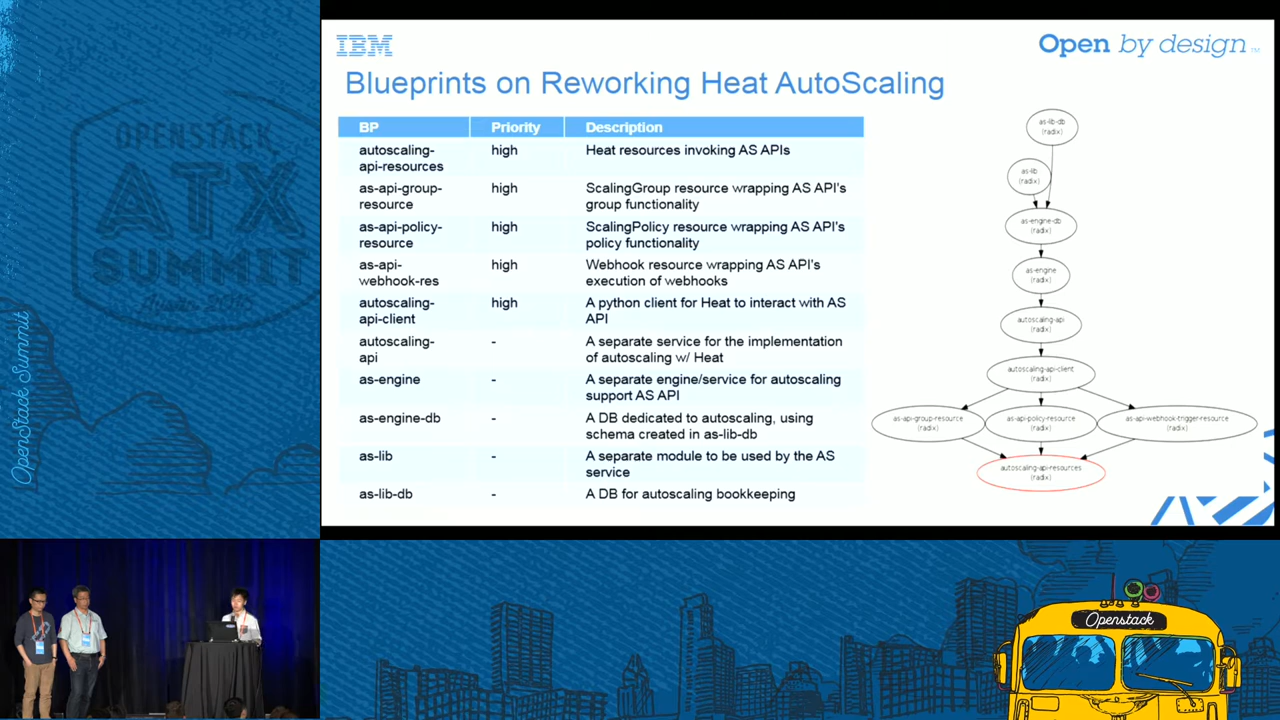 IBM
Open by design
Blueprints on Reworking Heat AutoScaling
BP Priority Description
autoscaling-
api-resources
high
Heat resources invoking AS APIs
as-api-group-
resource
high
ScalingGroup resource wrapping AS API's
group functionality
as-api-policy-
resource
high
ScalingPolicy resource wrapping AS API's
policy functionality
as-api-
webhook-res
high
Webhook resource wrapping AS API's
execution of webhooks
autoscaling-
api-client
high
A python client for Heat to interact with AS
API
autoscaling-
api
-
A separate service for the implementation
of autoscaling w/ Heat
as-engine
-
A separate engine/service for autoscaling
support AS API
as-engine-db
-
A DB dedicated to autoscaling, using
schema created in as-lib-db
as-lib
-
A separate module to be used by the AS
service
as-lib-db
-
A DB for autoscaling bookkeeping
as-lib-db
(radix)
as-lib
(radix)
as-engine-db
(radix)
as-engine
(radix)
autoscaling-api
(radix)
autoscaling-api-client
(radix)
as-api-group-resource
(radix)
as-api-policy-resource
(radix)
as-api-webhook-trigger-resource
(radix)
autoscaling-api-resources
(radix)
OPENSTACK
ATX
SUMMIT
OpenStack Summit
Openstack